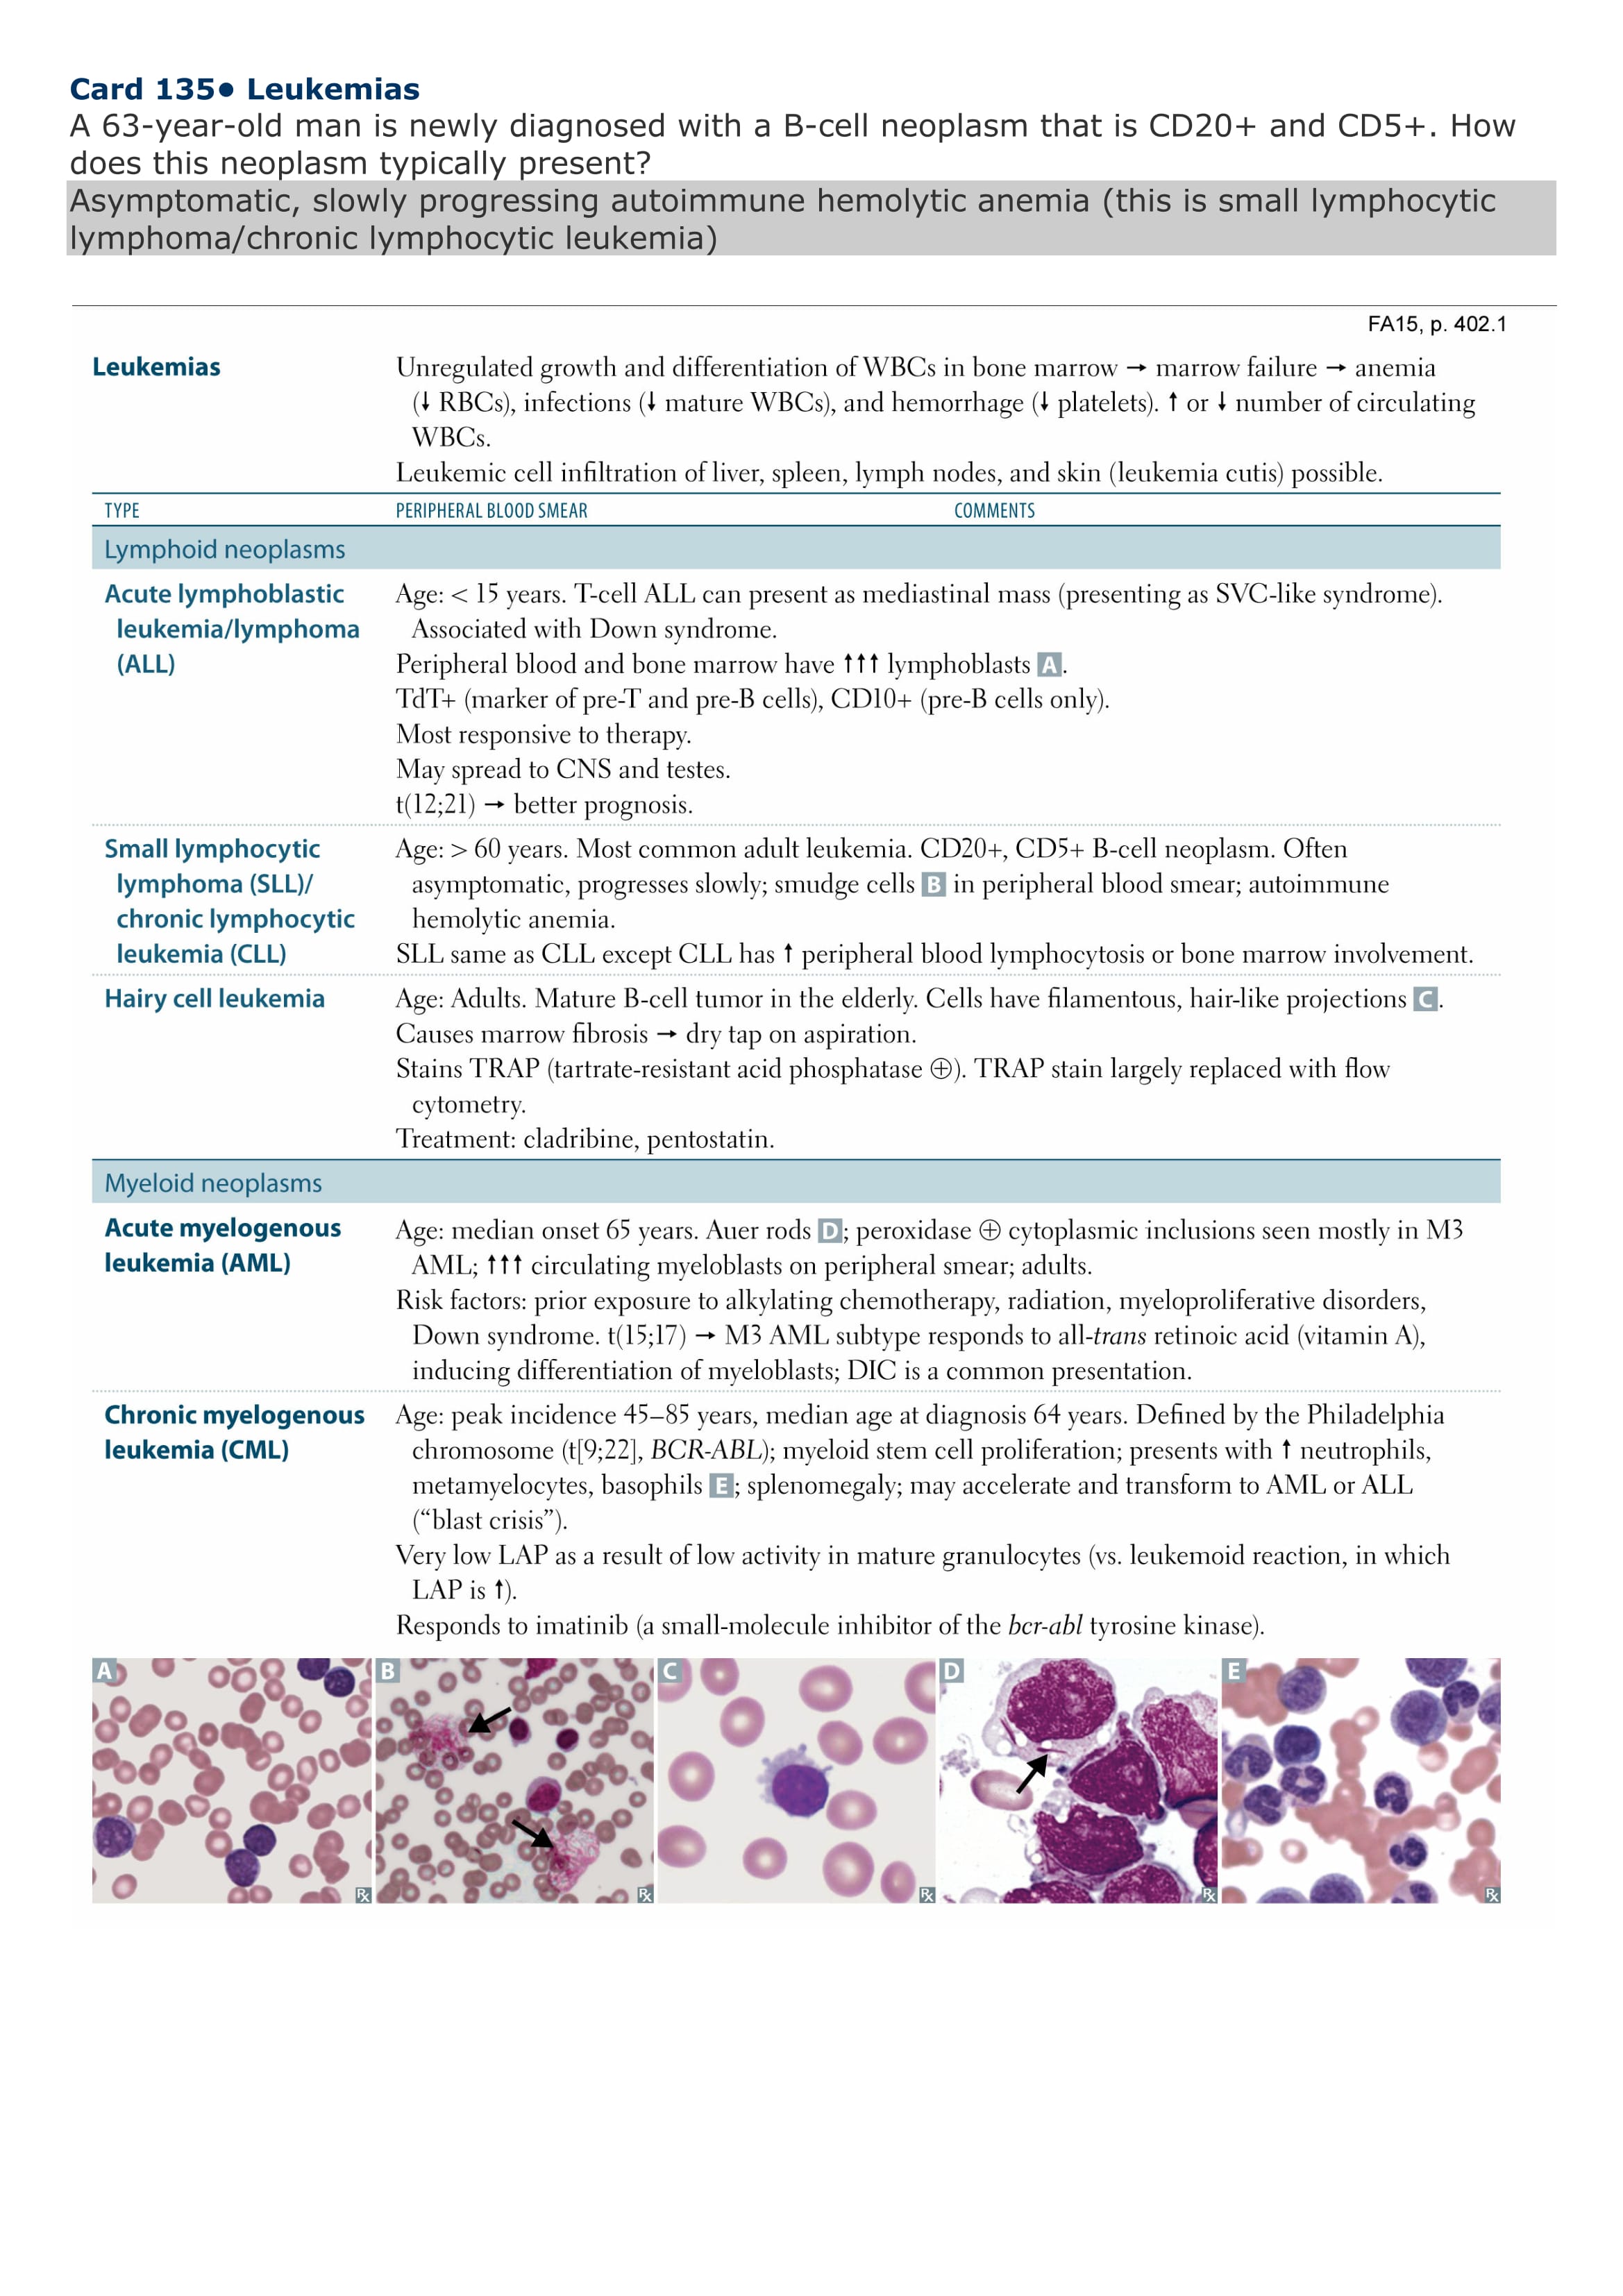 Card 135• Leukemias
A 63-year-old man is newly diagnosed with a B-cell neoplasm that is CD20+ and CD5+. How
does this neoplasm typically present?
Asymptomatic, slowly progressing autoimmune hemolytic anemia (this is small lymphocytic
lymphoma/chronic lymphocytic leukemia)
FA15, p. 402.1
Leukemias
Unregulated growth and differentiation of WBCs in bone marrow → marrow failure → anemia
(↓ RBCs), infections (↓ mature WBCs), and hemorrhage (↓ platelets). ↑ or ↓ number of circulating
WBCs.
Leukemic cell infiltration of liver, spleen, lymph nodes, and skin (leukemia cutis) possible.
TYPE PERIPHERAL BLOOD SMEAR COMMENTS
Lymphoid neoplasms
Acute lymphoblastic
leukemia/lymphoma
(ALL)
Age: < 15 years. T-cell ALL can present as mediastinal mass (presenting as SVC-like syndrome).
Associated with Down syndrome.
Peripheral blood and bone marrow have ↑↑↑ lymphoblasts A.
TdT+ (marker of pre-T and pre-B cells), CD10+ (pre-B cells only).
Most responsive to therapy.
May spread to CNS and testes.
t(12;21) → better prognosis.
Small lymphocytic
lymphoma (SLL)/
chronic lymphocytic
leukemia (CLL)
Age: > 60 years. Most common adult leukemia. CD20+, CD5+ B-cell neoplasm. Often
asymptomatic, progresses slowly; smudge cells B in peripheral blood smear; autoimmune
hemolytic anemia.
SLL same as CLL except CLL has ↑ peripheral blood lymphocytosis or bone marrow involvement.
Hairy cell leukemia
Age: Adults. Mature B-cell tumor in the elderly. Cells have filamentous, hair-like projections C.
Causes marrow fibrosis → dry tap on aspiration.
Stains TRAP (tartrate-resistant acid phosphatase ⊕). TRAP stain largely replaced with flow
cytometry.
Treatment: cladribine, pentostatin.
Myeloid neoplasms
Acute myelogenous
leukemia (AML)
Age: median onset 65 years. Auer rods D; peroxidase ⊕ cytoplasmic inclusions seen mostly in M3
AML; ↑↑↑ circulating myeloblasts on peripheral smear; adults.
Risk factors: prior exposure to alkylating chemotherapy, radiation, myeloproliferative disorders,
Down syndrome. t(15;17) → M3 AML subtype responds to all-trans retinoic acid (vitamin A),
inducing differentiation of myeloblasts; DIC is a common presentation.
Chronic myelogenous
leukemia (CML)
Age: peak incidence 45–85 years, median age at diagnosis 64 years. Defined by the Philadelphia
chromosome (t[9;22], BCR-ABL); myeloid stem cell proliferation; presents with ↑ neutrophils,
metamyelocytes, basophils E; splenomegaly; may accelerate and transform to AML or ALL
(“blast crisis”).
Very low LAP as a result of low activity in mature granulocytes (vs. leukemoid reaction, in which
LAP is ↑).
Responds to imatinib (a small-molecule inhibitor of the bcr-abl tyrosine kinase).
A B C D E
℞ ℞ ℞ ℞ ℞